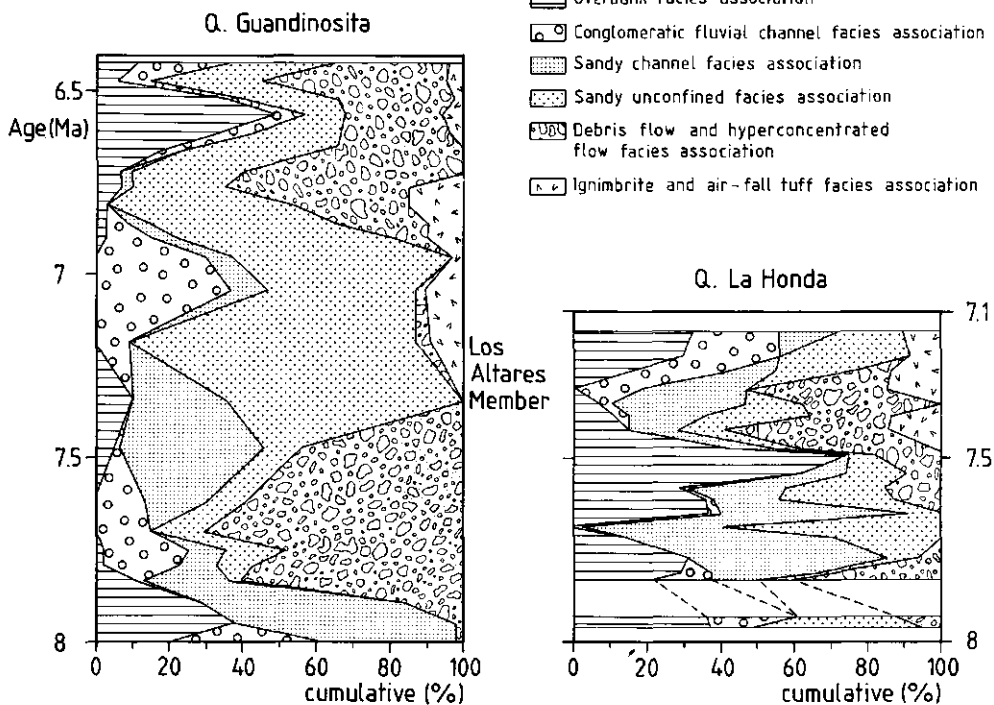 Q. Guandinosita
Overbank facies association
Conglomeratic fluvial channel facies association
Sandy channel facies association
Sandy unconfined facies association
Debris flow and hyperconcentrated
flow facies association
Ignimbrite and air-fall tuff facies association
6.5
Age (Ma)
7
7.5
8
0 20 40 60 80 100
cumulative (%)
Los
Altares
Member
Q. La Honda
7.1
7.5
8
0 20 40 60 80 100
cumulative (%)